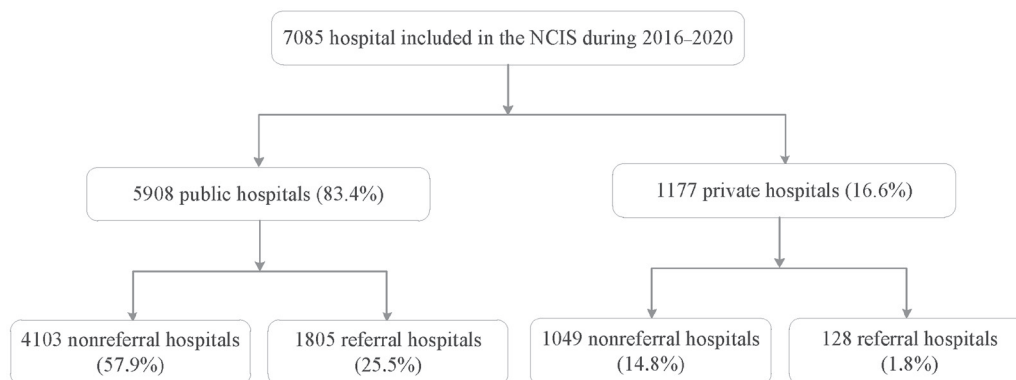 7085 hospital included in the NCIS during 2016–2020
5908 public hospitals (83.4%)
1177 private hospitals (16.6%)
4103 nonreferral hospitals
(57.9%)
1805 referral hospitals
(25.5%)
1049 nonreferral hospitals
(14.8%)
128 referral hospitals
(1.8%)